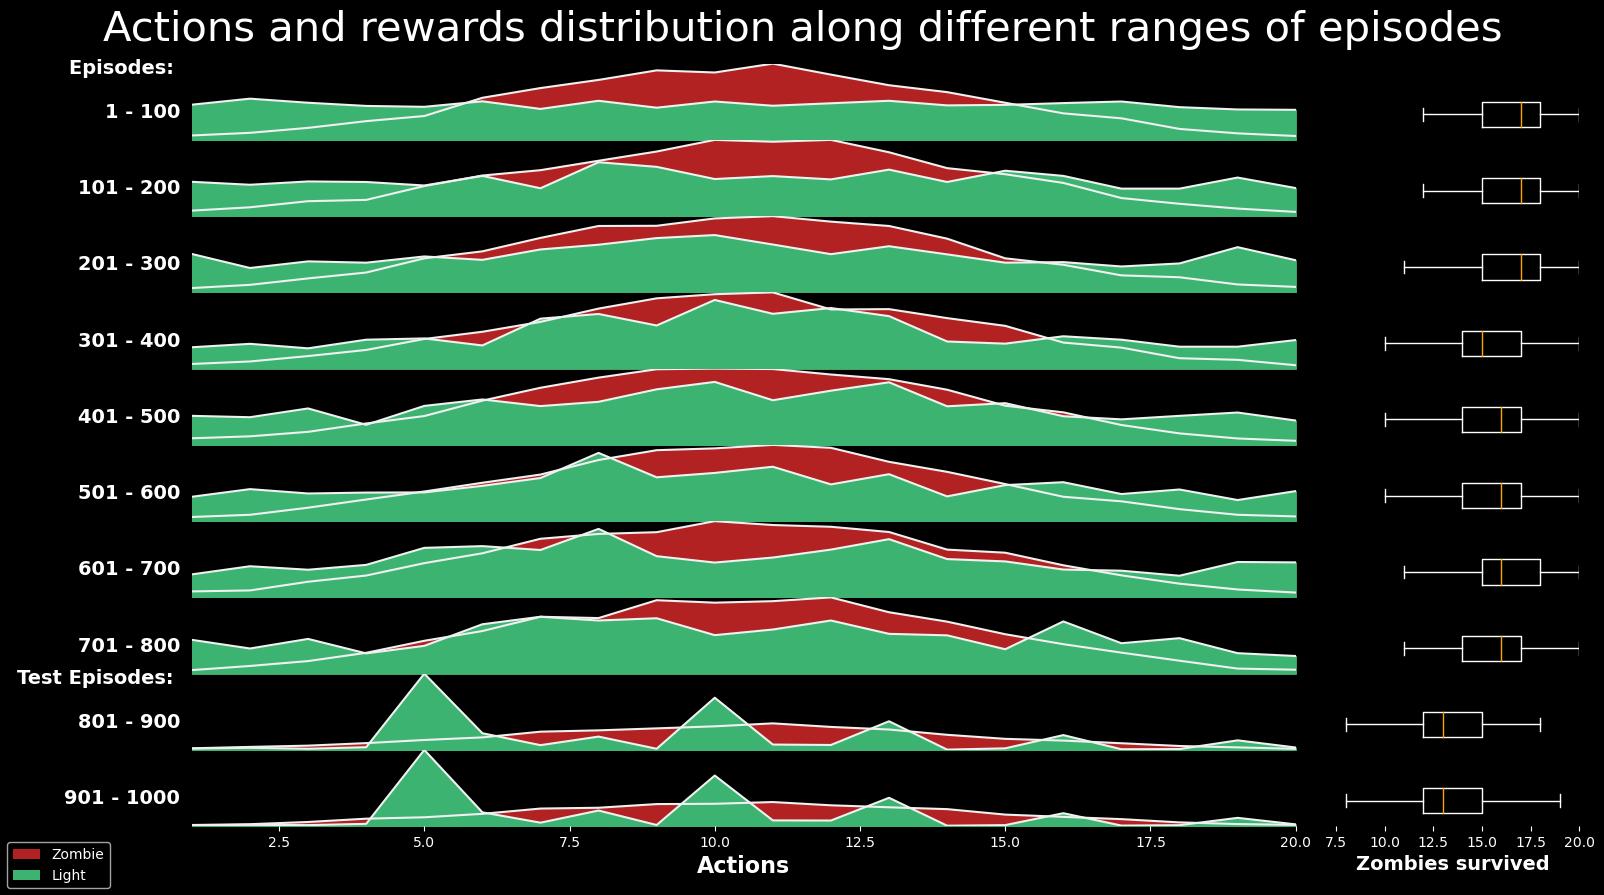 Actions and rewards distribution along different ranges of episodes
Episodes:
1 - 100
101 - 200
201 - 300
301 - 400
401 - 500
501 - 600
601 - 700
701 - 800
Test Episodes:
801 - 900
901 - 1000
2.5 5.0 7.5 10.0 12.5 15.0 17.5 20.0
7.5 10.0 12.5 15.0 17.5 20.0
Actions
Zombies survived
Zombie
Light